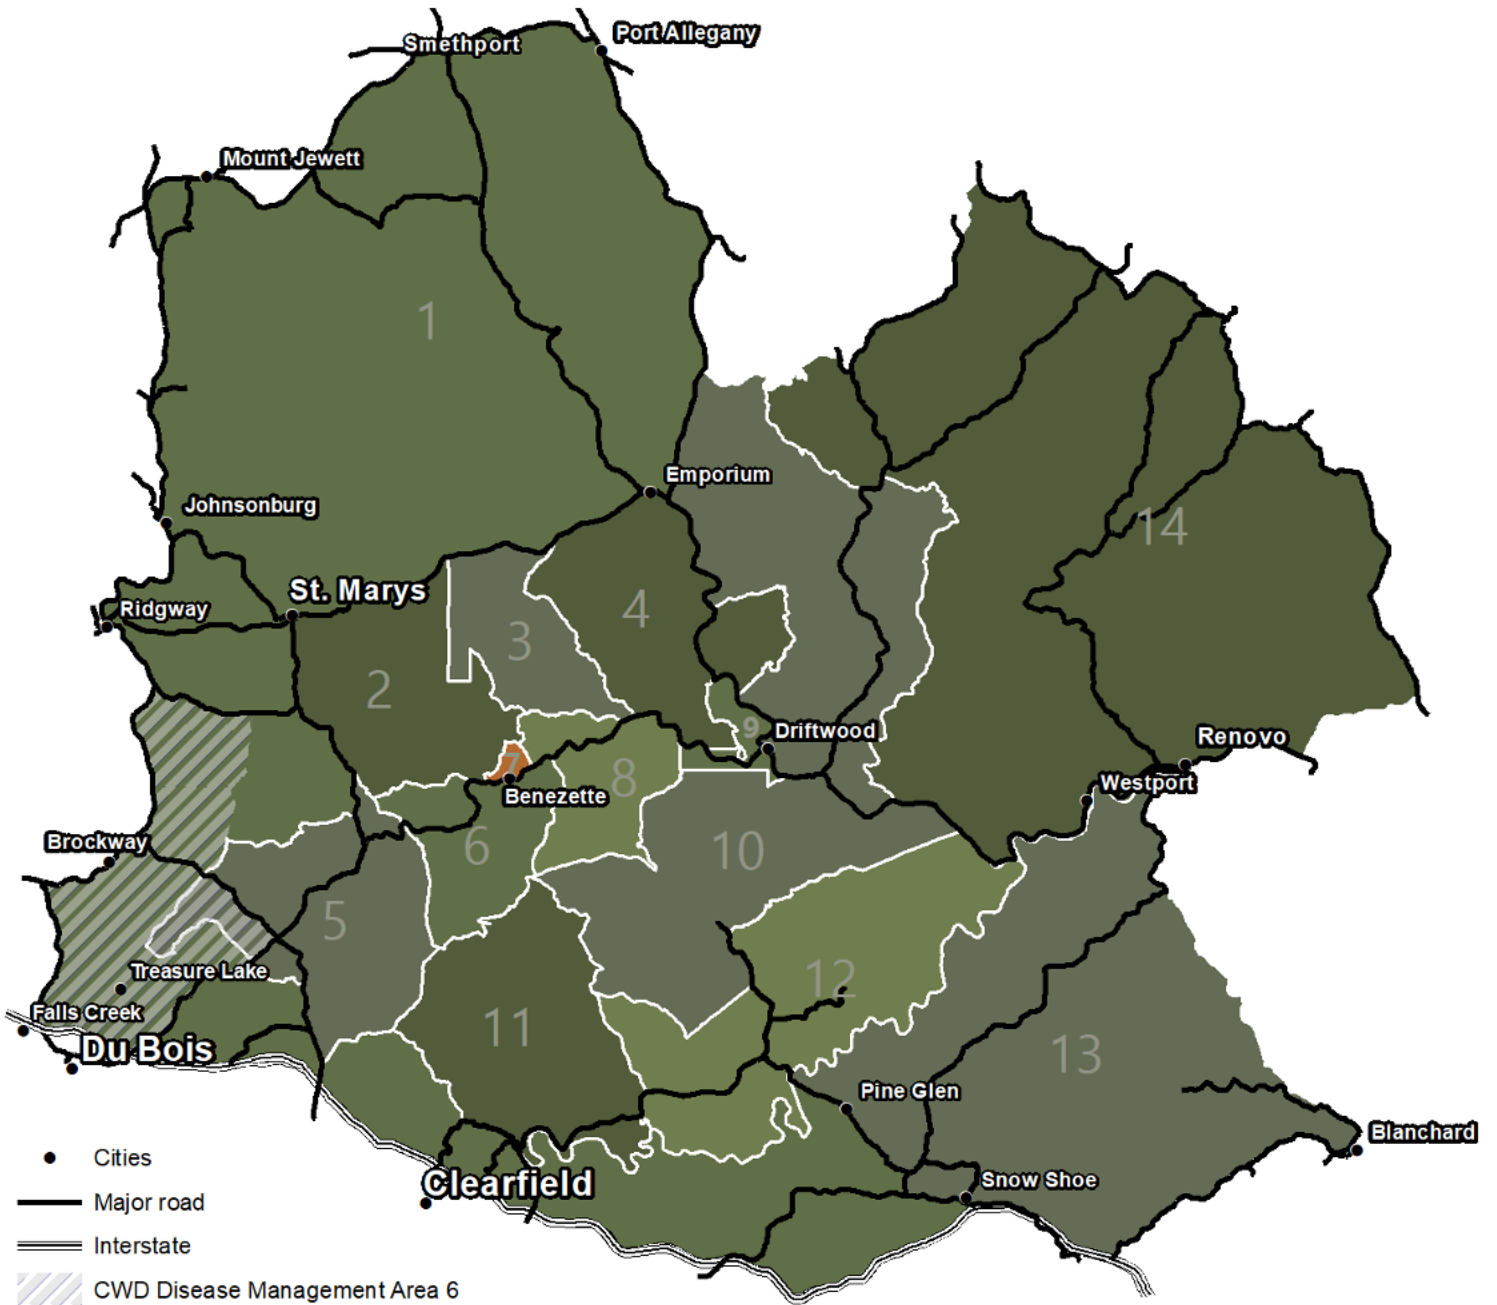 Smethport
Port Allegany
Mount Jewett
1
Emporium
Johnsonburg
14
St. Marys
Ridgway
4
3
2
Renovo
9
Driftwood
7
8
Westport
Benezette
Brockway
6
10
5
Treasure Lake
12
Falls Creek
11
Du Bois
13
Pine Glen
Blanchard
Cities
Snow Shoe
Clearfield
Major road
Interstate
CWD Disease Management Area 6